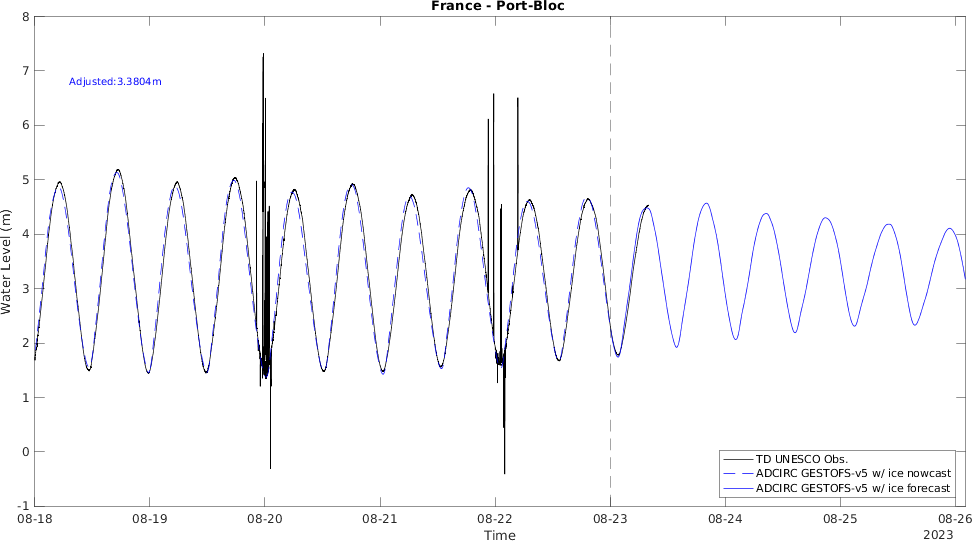 France - Port-Bloc
8
7
6
5
4
3
2
1
0
-1
Water Level (m)
Adjusted:3.3804m
TD UNESCO Obs.
ADCIRC GESTOFS-v5 w/ ice nowcast
ADCIRC GESTOFS-v5 w/ ice forecast
08-18 08-19 08-20 08-21 08-22 08-23 08-24 08-25 08-26
Time
2023